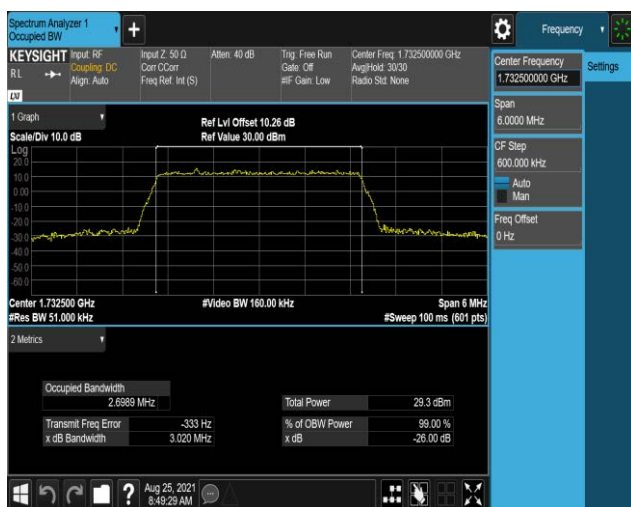 Spectrum Analyzer 1
Occupied BW
+
Frequency
KEYSIGHT
RL
LXI
Input: RF
Coupling: DC
Align: Auto
Input Z: 50 Ω
Corr CCorr
Freq Ref: Int (S)
Atten: 40 dB
Trig: Free Run
Gate: Off
#IF Gain: Low
Center Freq: 1.732500000 GHz
Avg|Hold: 30/30
Radio Std: None
Center Frequency
1.732500000 GHz
Settings
Span
6.0000 MHz
CF Step
600.000 kHz
Auto
Man
Freq Offset
0 Hz
1 Graph
Scale/Div 10.0 dB
Ref Lvl Offset 10.26 dB
Ref Value 30.00 dBm
Log
20.0
10.0
0.00
-10.0
-20.0
-30.0
-40.0
-50.0
-60.0
Center 1.732500 GHz
#Video BW 160.00 kHz
Span 6 MHz
#Res BW 51.000 kHz
#Sweep 100 ms (601 pts)
2 Metrics
Occupied Bandwidth
2.6989 MHz
Total Power
29.3 dBm
Transmit Freq Error
-333 Hz
% of OBW Power
99.00 %
x dB Bandwidth
3.020 MHz
x dB
-26.00 dB
?
Aug 25, 2021
8:49:29 AM